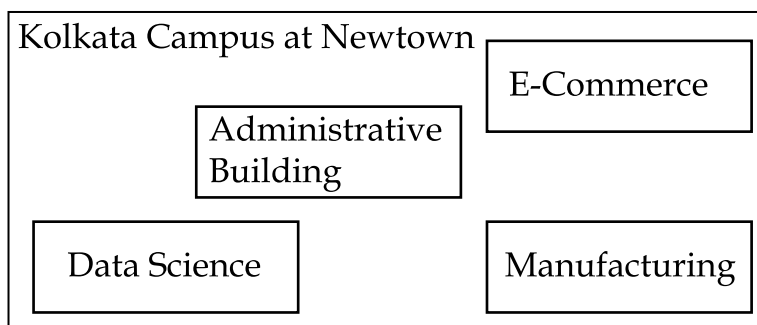 Kolkata Campus at Newtown
E-Commerce
Administrative
Building
Data Science
Manufacturing